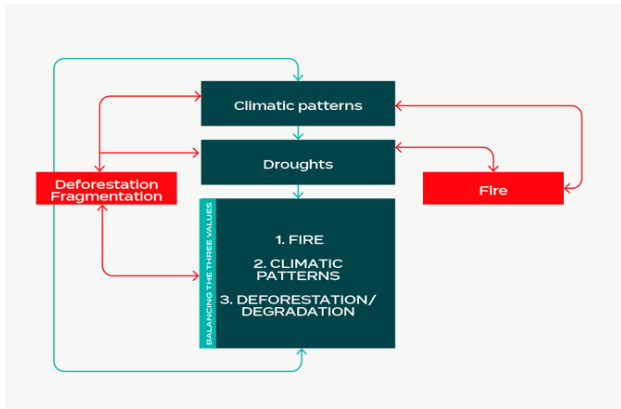 Climatic patterns
Droughts
Deforestation
Fragmentation
Fire
BALANCING THE THREE VALUES
1. FIRE
2. CLIMATIC
PATTERNS
3. DEFORESTATION/
DEGRADATION